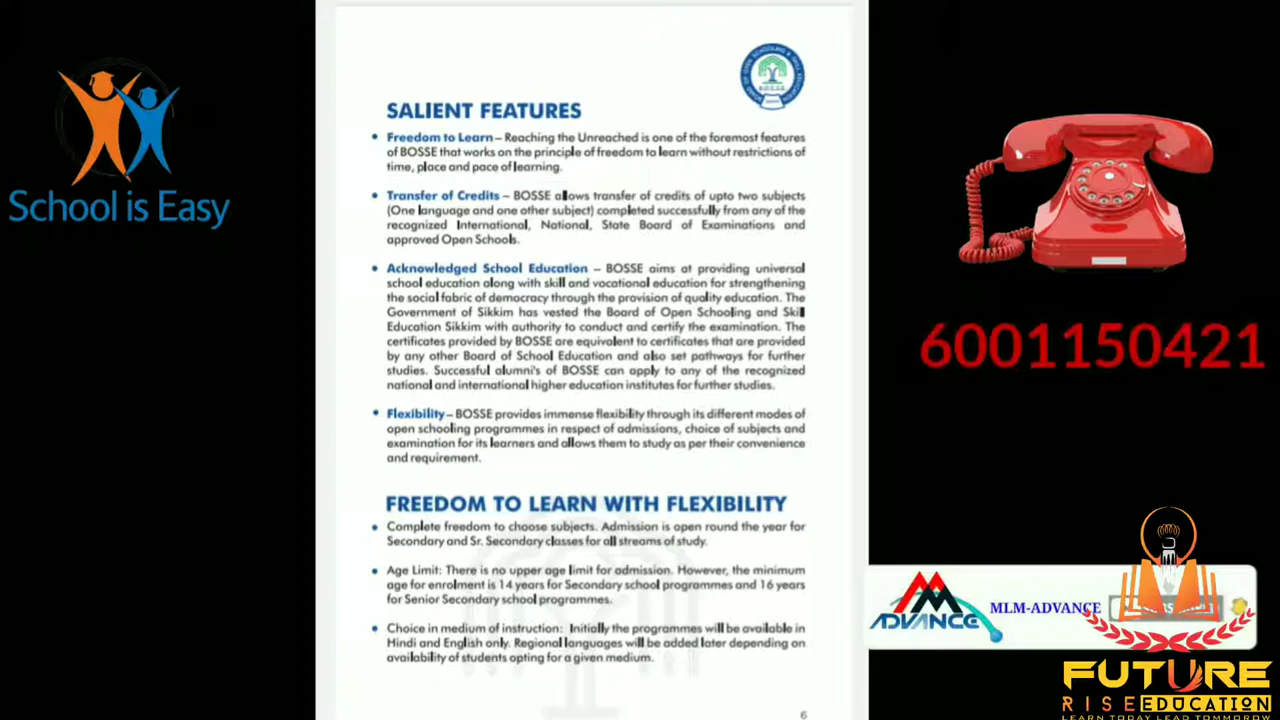 School is Easy
SALIENT FEATURES
• Freedom to Learn – Reaching the Unreached is one of the foremost features
of BOSSE that works on the principle of freedom to learn without restrictions of
time, place and pace of learning.
• Transfer of Credits – BOSSE allows transfer of credits of upto two subjects
(One language and one other subject) completed successfully from any of the
recognized International, National, State Board of Examinations and
approved Open Schools.
• Acknowledged School Education – BOSSE aims at providing universal
school education along with skill and vocational education for strengthening
the social fabric of democracy through the provision of quality education. The
Government of Sikkim has vested the Board of Open Schooling and Skill
Education Sikkim with authority to conduct and certify the examination. The
certificates provided by BOSSE are equivalent to certificates that are provided
by any other Board of School Education and also set pathways for further
studies. Successful alumni's of BOSSE can apply to any of the recognized
national and international higher education institutes for further studies.
• Flexibility – BOSSE provides immense flexibility through its different modes of
open schooling programmes in respect of admissions, choice of subjects and
examination for its learners and allows them to study as per their convenience
and requirement.
FREEDOM TO LEARN WITH FLEXIBILITY
• Complete freedom to choose subjects. Admission is open round the year for
Secondary and Sr. Secondary classes for all streams of study.
• Age Limit: There is no upper age limit for admission. However, the minimum
age for enrolment is 14 years for Secondary school programmes and 16 years
for Senior Secondary school programmes.
• Choice in medium of instruction: Initially the programmes will be available in
Hindi and English only. Regional languages will be added later depending on
availability of students opting for a given medium.
6
6001150421
ADVANCE
MLM-ADVANCE
FUTURE
RISE EDUCATION
LEARN TODAY LEAD TOMMORROW